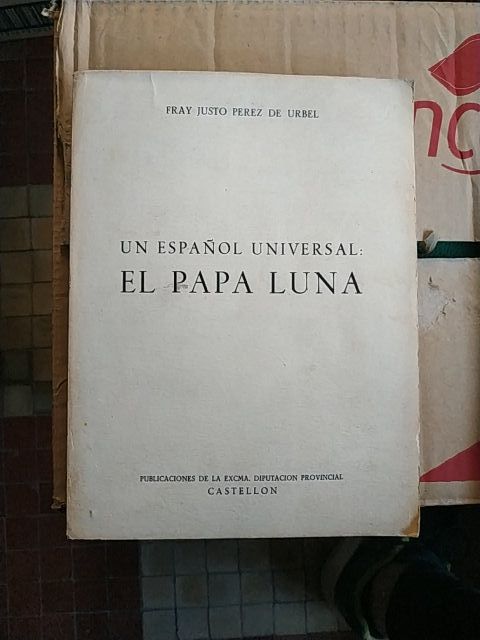 FRAY JUSTO PEREZ DE URBEL
UN ESPAÑOL UNIVERSAL:
EL PAPA LUNA
PUBLICACIONES DE LA EXCMA. DIPUTACION PROVINCIAL
CASTELLON